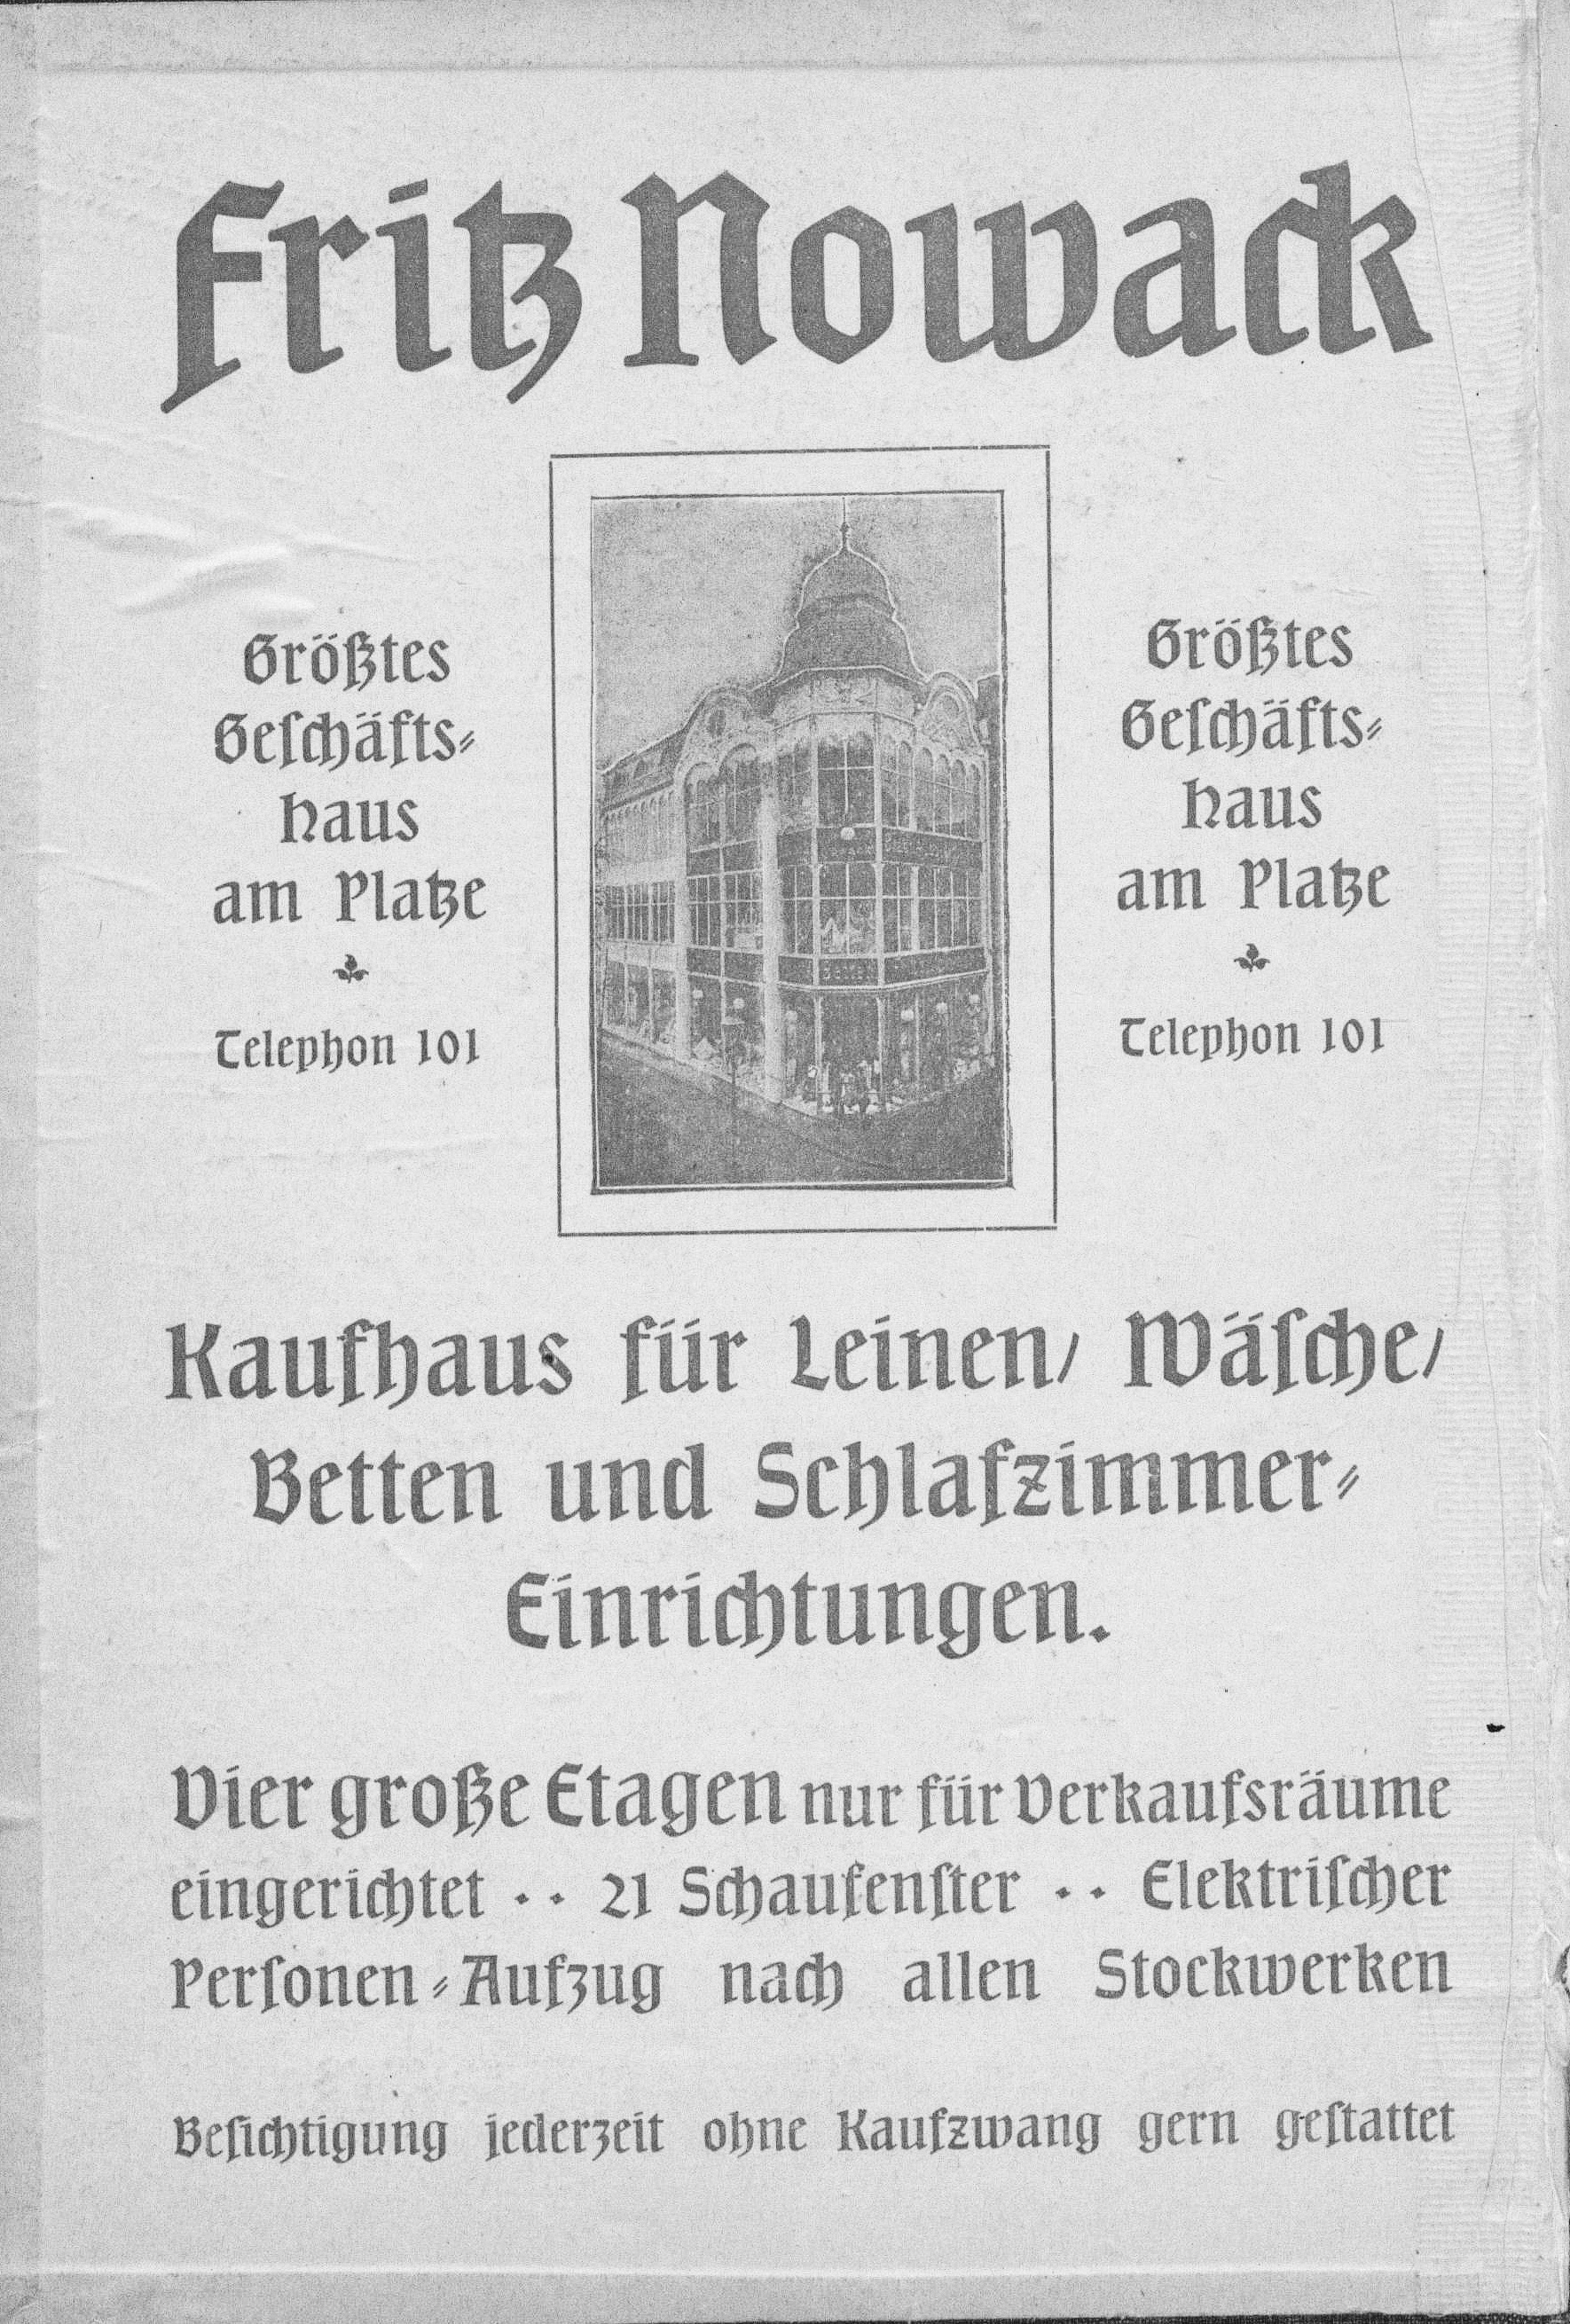 Fritz Nowack
Größtes
Geſchäfts⸗
haus
am Platze
Telephon 101
Größtes
Geſchäfts⸗
haus
am Platze
Telephon 101
Kaufhaus für Leinen/ Wäſche/
Betten und Schlafzimmer⸗
Einrichtungen.
Vier große Etagen nur für Verkaufsräume
eingerichtet · · 21 Schaufenſter · · Elektriſcher
Perſonen⸗Aufzug nach allen Stockwerken
Beſichtigung jederzeit ohne Kaufzwang gern geſtattet